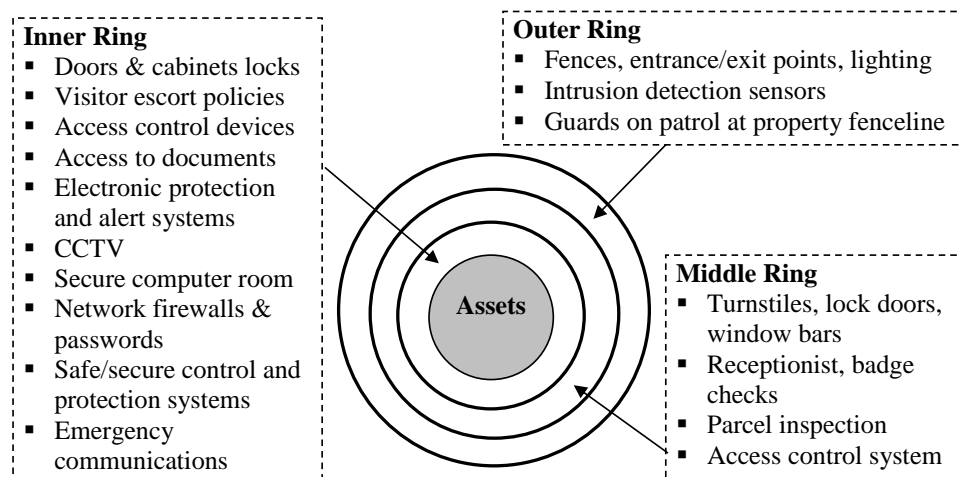 Inner Ring
▪ Doors & cabinets locks
▪ Visitor escort policies
▪ Access control devices
▪ Access to documents
▪ Electronic protection
and alert systems
▪ CCTV
▪ Secure computer room
▪ Network firewalls &
passwords
▪ Safe/secure control and
protection systems
▪ Emergency
communications
Outer Ring
▪ Fences, entrance/exit points, lighting
▪ Intrusion detection sensors
▪ Guards on patrol at property fenceline
Assets
Middle Ring
▪ Turnstiles, lock doors,
window bars
▪ Receptionist, badge
checks
▪ Parcel inspection
▪ Access control system